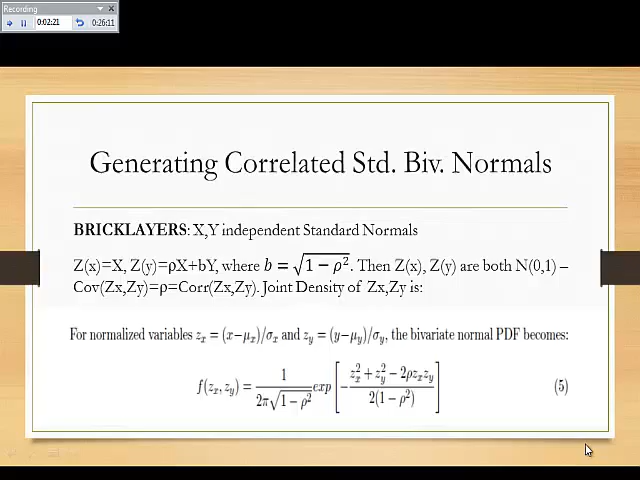 Recording
0:02:21
0:26:11
Generating Correlated Std. Biv. Normals
BRICKLAYERS: X,Y independent Standard Normals
Z(x)=X, Z(y)=ρX+bY, where b = √(1 − ρ²). Then Z(x), Z(y) are both N(0,1) –
Cov(Zx,Zy)=ρ=Corr(Zx,Zy). Joint Density of Zx,Zy is:
For normalized variables z_x = (x−μ_x)/σ_x and z_y = (y−μ_y)/σ_y, the bivariate normal PDF becomes:
f(z_x, z_y) = 1/(2π√(1 − ρ²)) exp [ − (z_x² + z_y² − 2ρz_xz_y)/(2(1 − ρ²)) ] (5)